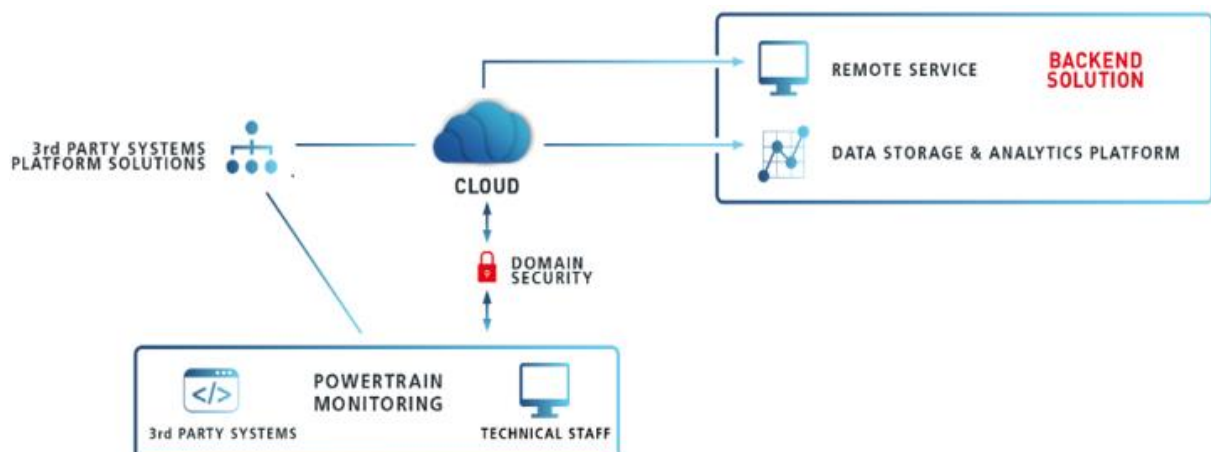 REMOTE SERVICE
BACKEND
SOLUTION
3rd PARTY SYSTEMS
PLATFORM SOLUTIONS
DATA STORAGE & ANALYTICS PLATFORM
CLOUD
DOMAIN
SECURITY
</>
POWERTRAIN
MONITORING
3rd PARTY SYSTEMS
TECHNICAL STAFF